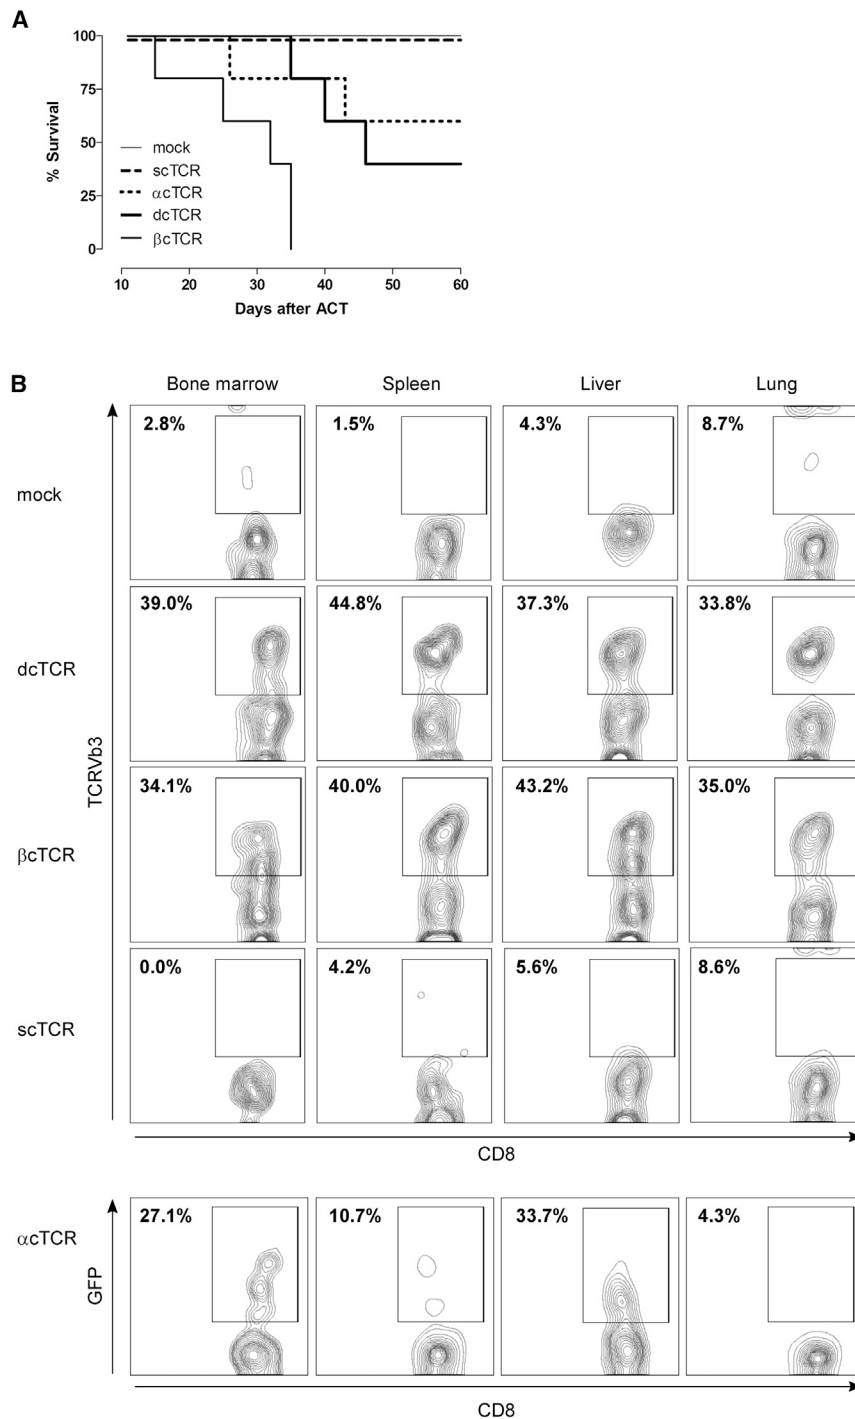 A
% Survival
100
75
50
25
0
mock
scTCR
αcTCR
dcTCR
βcTCR
10 20 30 40 50 60
Days after ACT
B
Bone marrow Spleen Liver Lung
mock
2.8% 1.5% 4.3% 8.7%
dcTCR
39.0% 44.8% 37.3% 33.8%
TCRVb3
βcTCR
34.1% 40.0% 43.2% 35.0%
scTCR
0.0% 4.2% 5.6% 8.6%
CD8
αcTCR
27.1% 10.7% 33.7% 4.3%
GFP
CD8